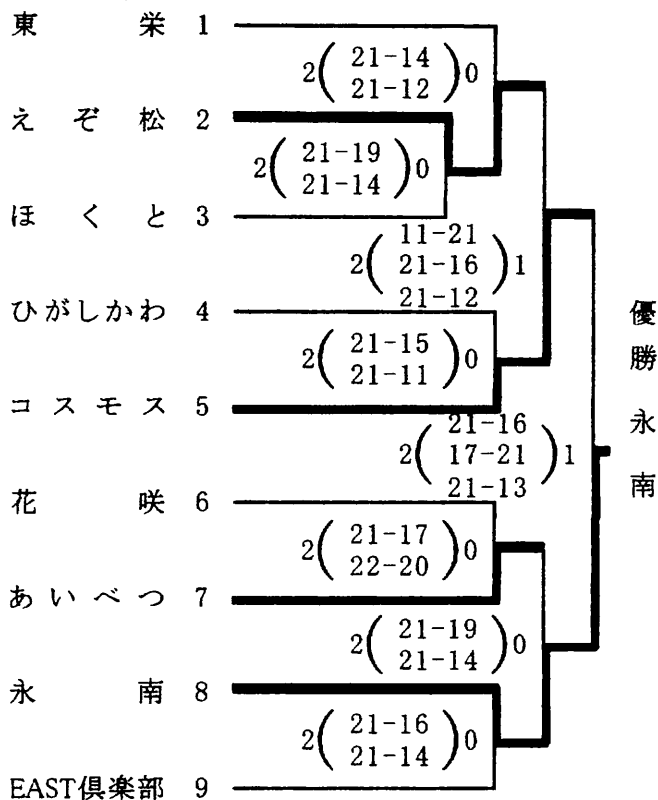 東栄 1
2(21-14 21-12)0
えぞ松 2
2(21-19 21-14)0
ほくと 3
2(11-21 21-16 21-12)1
ひがしかわ 4
2(21-15 21-11)0
コスモス 5
2(21-16 17-21 21-13)1
花咲 6
2(21-17 22-20)0
あいべつ 7
2(21-19 21-14)0
永南 8
2(21-16 21-14)0
EAST倶楽部 9
優勝 永南